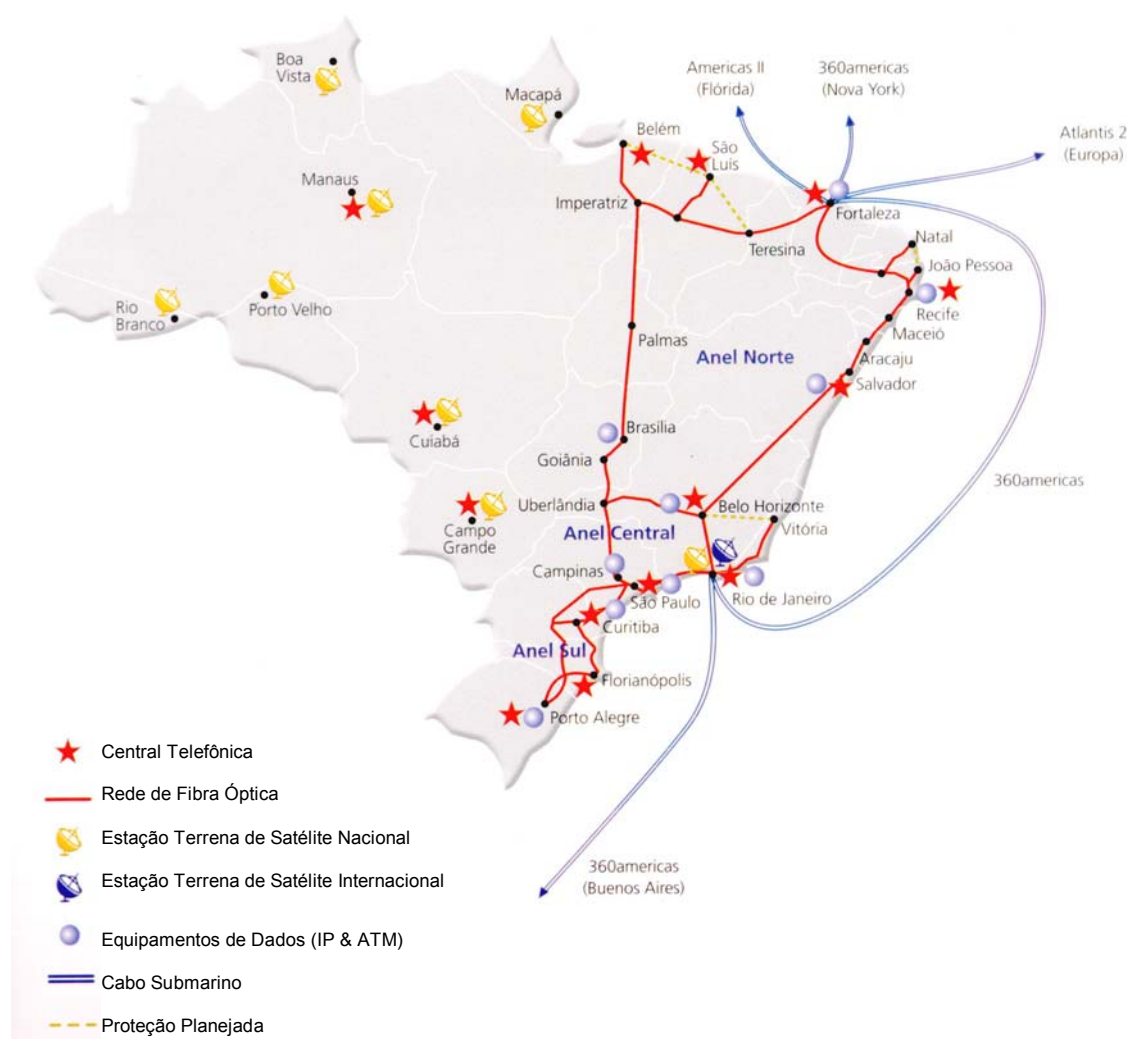 Boa
Vista
Macapá
Americas II
(Flórida)
360americas
(Nova York)
Atlantis 2
(Europa)
Belém
São
Luis
Manaus
Imperatriz
Fortaleza
Teresina
Natal
João Pessoa
Rio
Branco
Porto Velho
Recife
Maceió
Palmas
Anel Norte
Aracaju
Salvador
Cuiabá
Brasília
Goiânia
360americas
Uberlândia
Belo Horizonte
Vitória
Campo
Grande
Anel Central
Campinas
São Paulo
Rio de Janeiro
Curitiba
Anel Sul
Florianópolis
Porto Alegre
360americas
(Buenos Aires)
Central Telefônica
Rede de Fibra Óptica
Estação Terrena de Satélite Nacional
Estação Terrena de Satélite Internacional
Equipamentos de Dados (IP & ATM)
Cabo Submarino
Proteção Planejada